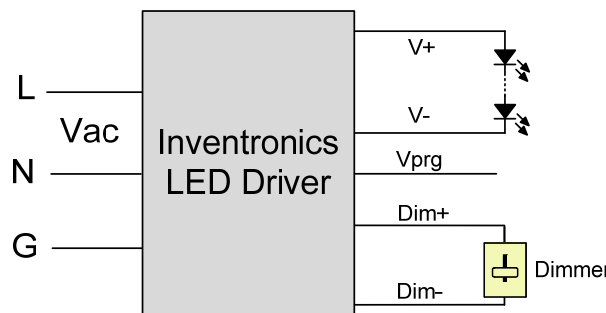 L
Vac
N
G
Inventronics
LED Driver
V+
V-
Vprg
Dim+
Dim-
Dimmer